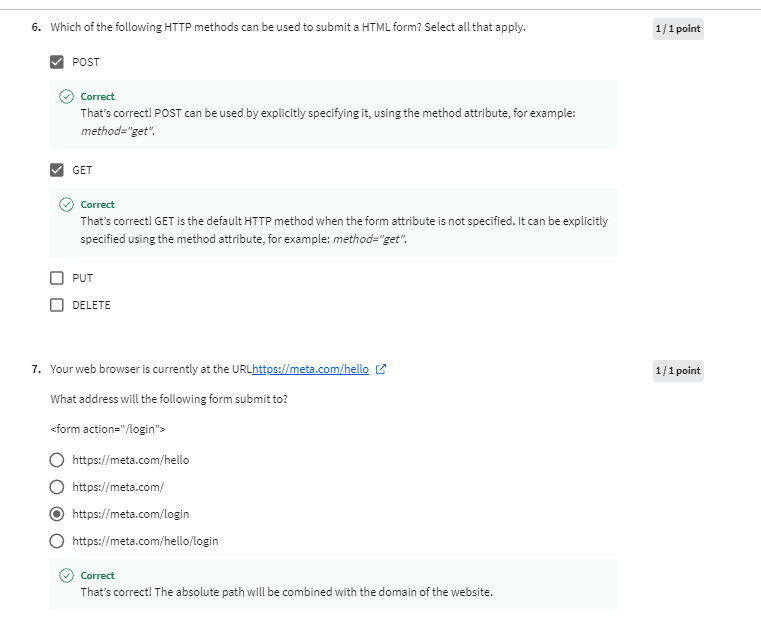 6. Which of the following HTTP methods can be used to submit a HTML form? Select all that apply.
1 / 1 point
POST
Correct
That's correct! POST can be used by explicitly specifying it, using the method attribute, for example:
method="get".
GET
Correct
That's correct! GET is the default HTTP method when the form attribute is not specified. It can be explicitly
specified using the method attribute, for example: method="get".
PUT
DELETE
7. Your web browser is currently at the URLhttps://meta.com/hello
1 / 1 point
What address will the following form submit to?
<form action="/login">
https://meta.com/hello
https://meta.com/
https://meta.com/login
https://meta.com/hello/login
Correct
That's correct! The absolute path will be combined with the domain of the website.